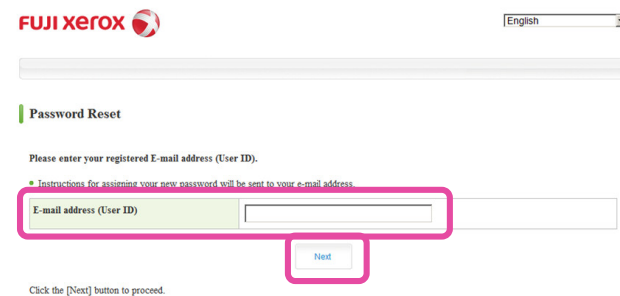 FUJI XEROX
English
Password Reset
Please enter your registered E-mail address (User ID).
Instructions for assigning your new password will be sent to your e-mail address.
E-mail address (User ID)
Next
Click the [Next] button to proceed.